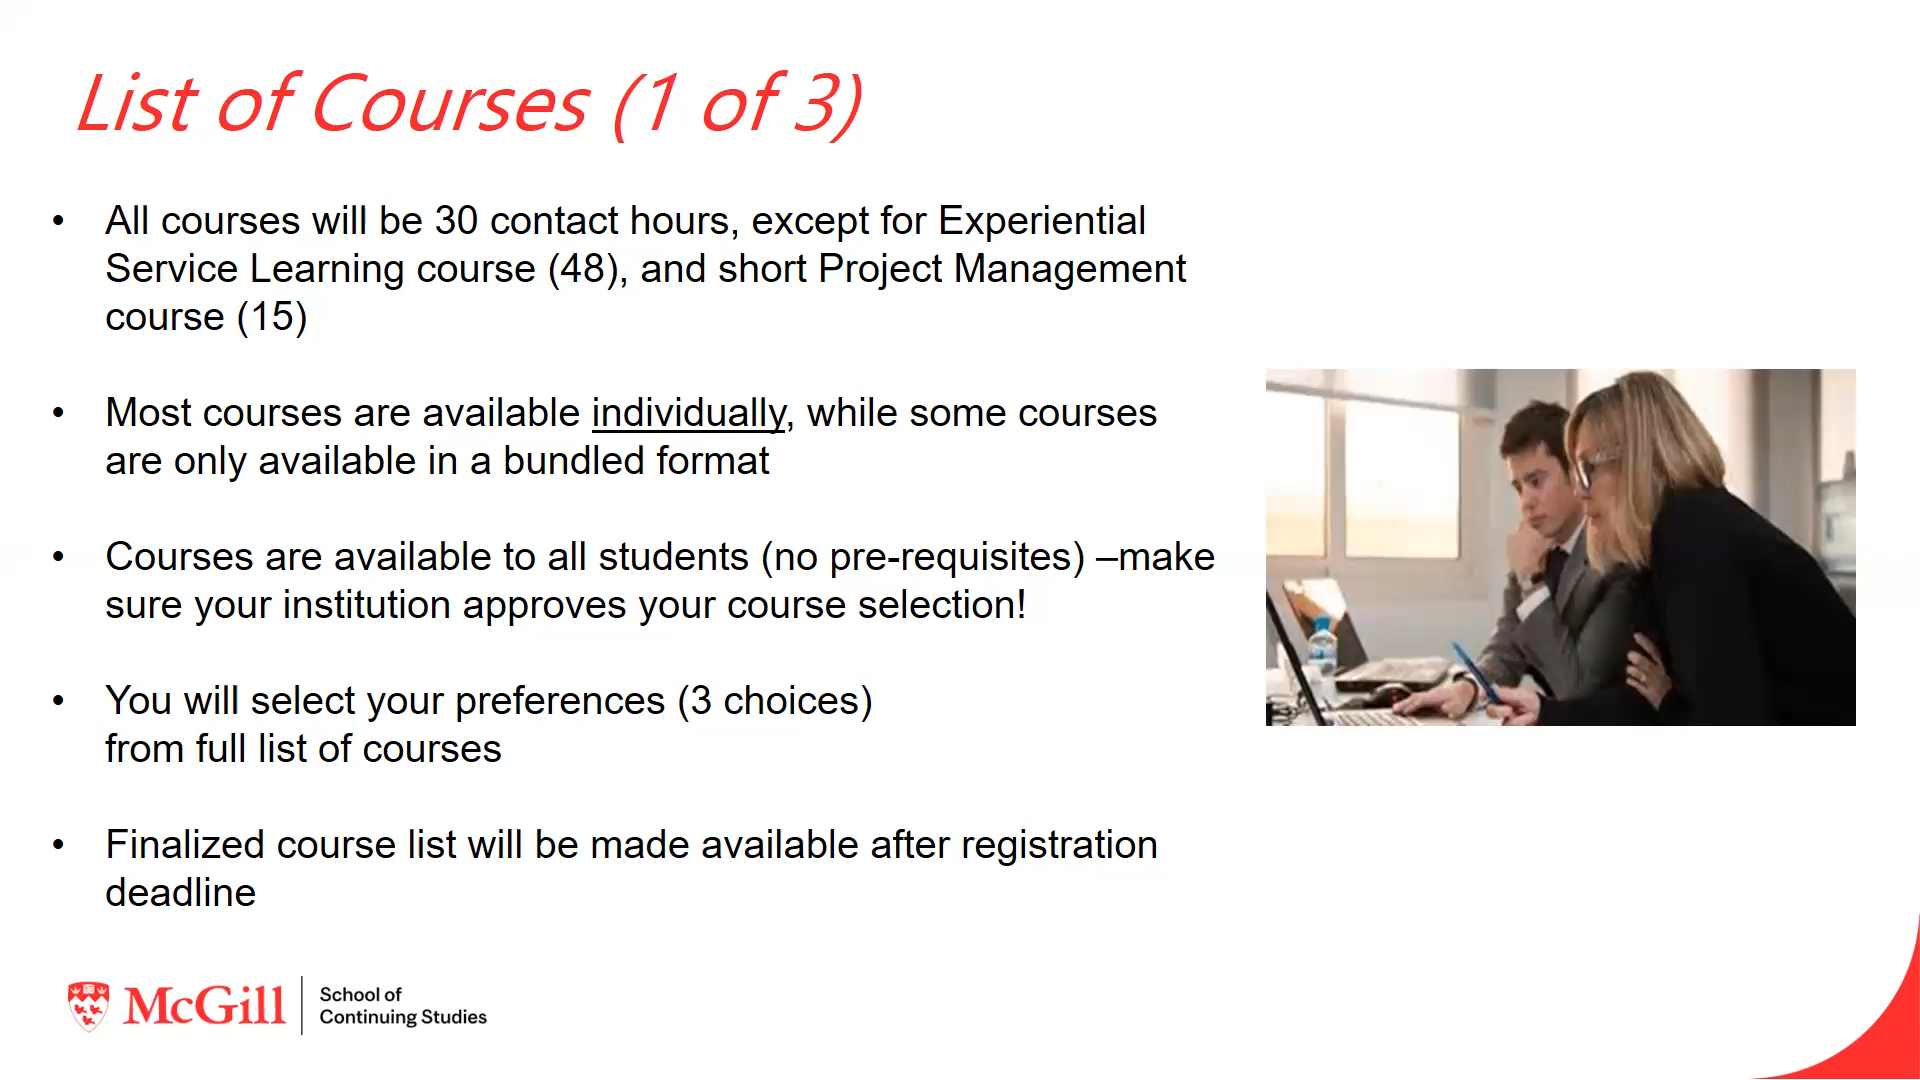 List of Courses (1 of 3)
• All courses will be 30 contact hours, except for Experiential
Service Learning course (48), and short Project Management
course (15)
• Most courses are available individually, while some courses
are only available in a bundled format
• Courses are available to all students (no pre-requisites) –make
sure your institution approves your course selection!
• You will select your preferences (3 choices)
from full list of courses
• Finalized course list will be made available after registration
deadline
McGill
School of
Continuing Studies